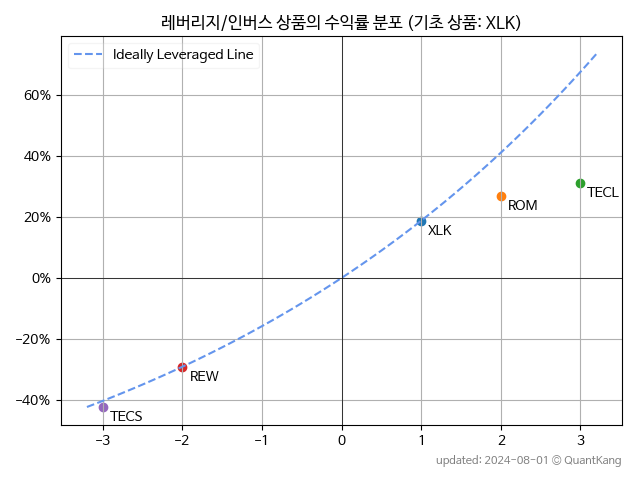 레버리지/인버스 상품의 수익률 분포 (기초 상품: XLK)
Ideally Leveraged Line
60%
40%
20%
0%
−20%
−40%
TECL
ROM
XLK
REW
TECS
−3 −2 −1 0 1 2 3
updated: 2024-08-01 © QuantKang